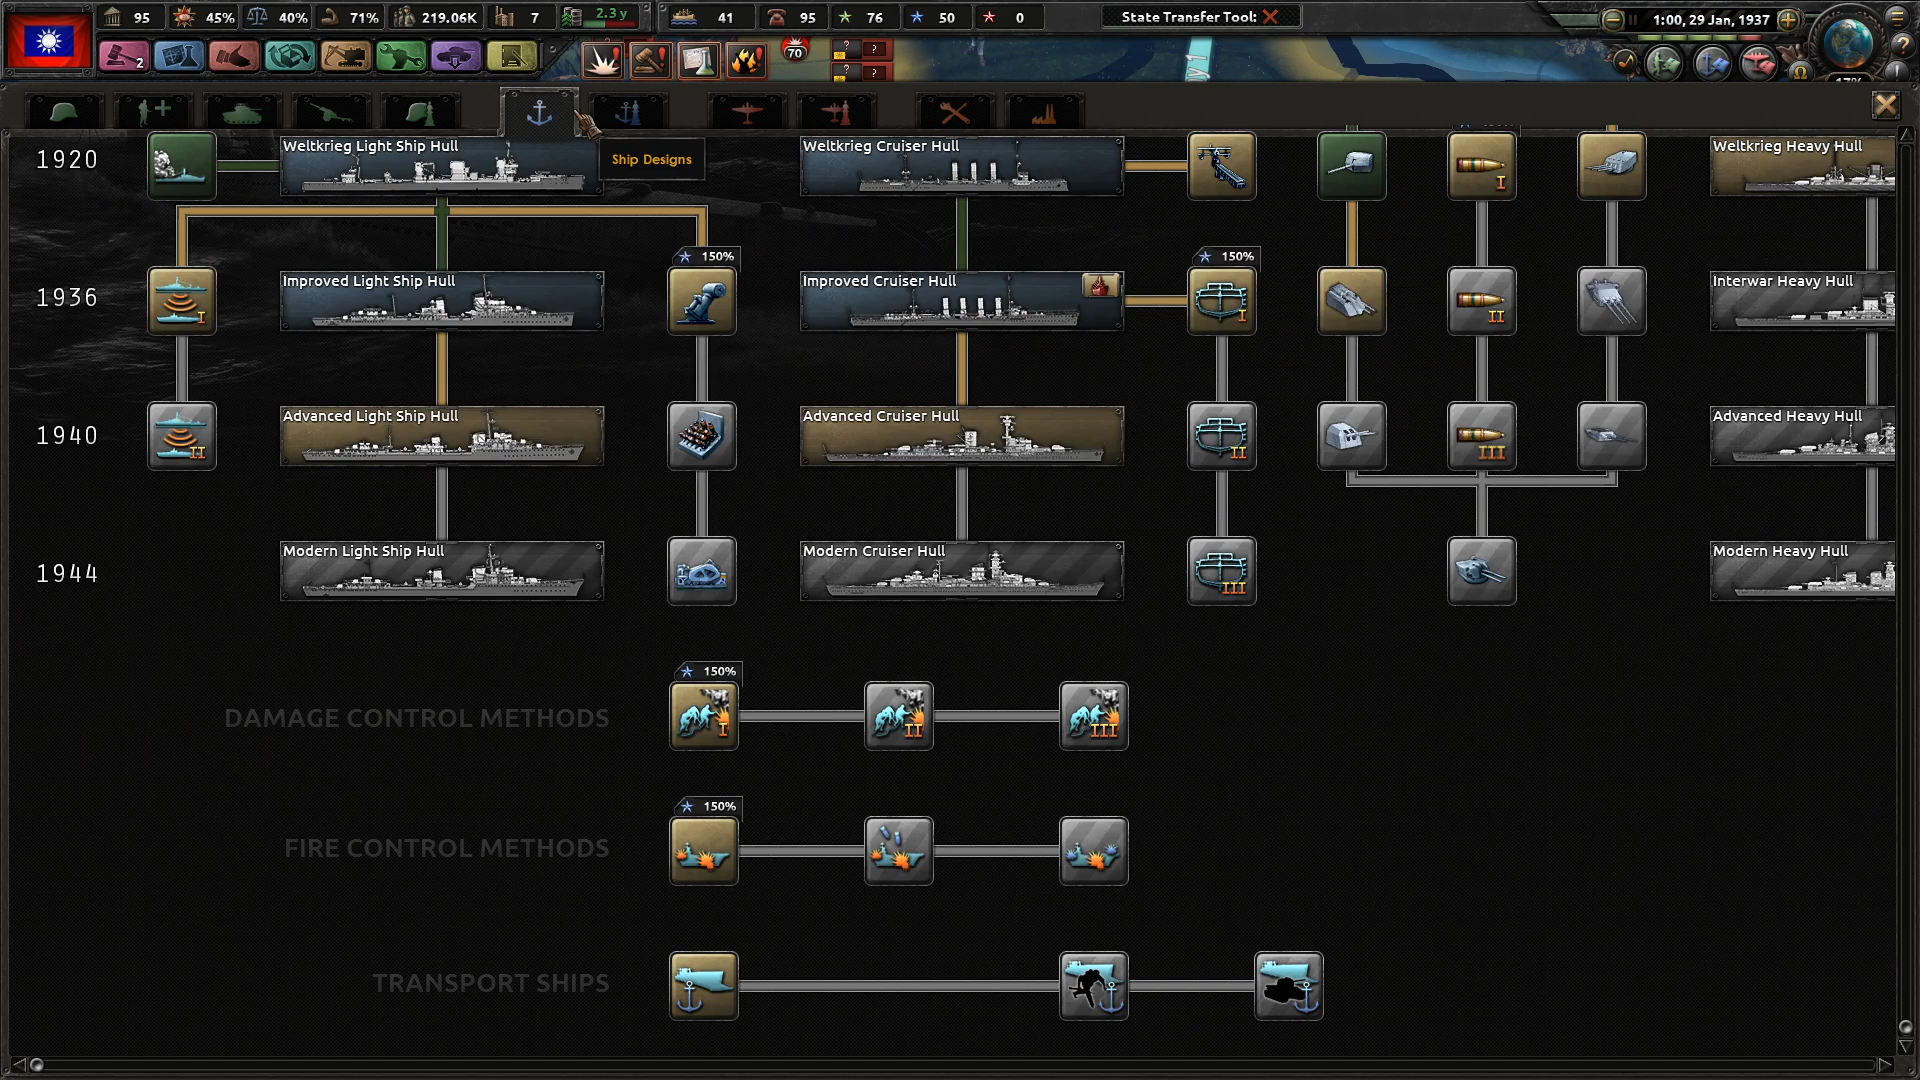 95
45%
40%
71%
219.06K
7
2.3 y
41
95
76
50
0
State Transfer Tool:
1:00, 29 Jan, 1937
2
70
?
?
?
?
?
17%
Ship Designs
1920
Weltkrieg Light Ship Hull
Weltkrieg Cruiser Hull
I
Weltkrieg Heavy Hull
150%
150%
1936
I
Improved Light Ship Hull
Improved Cruiser Hull
I
II
Interwar Heavy Hull
1940
II
Advanced Light Ship Hull
Advanced Cruiser Hull
II
III
Advanced Heavy Hull
1944
Modern Light Ship Hull
Modern Cruiser Hull
III
Modern Heavy Hull
150%
DAMAGE CONTROL METHODS
I
II
III
150%
FIRE CONTROL METHODS
TRANSPORT SHIPS